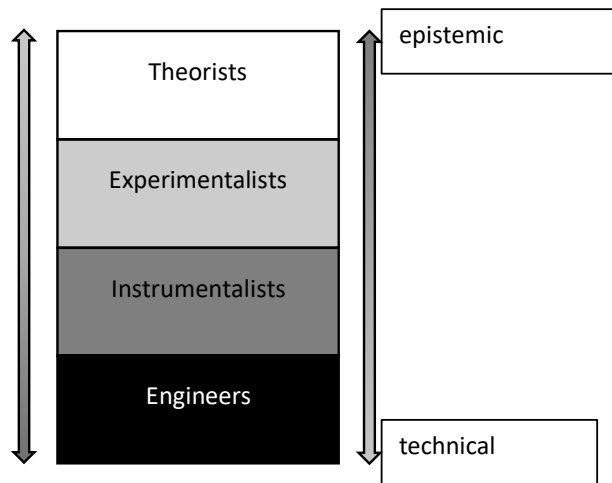 epistemic
Theorists
Experimentalists
Instrumentalists
Engineers
technical